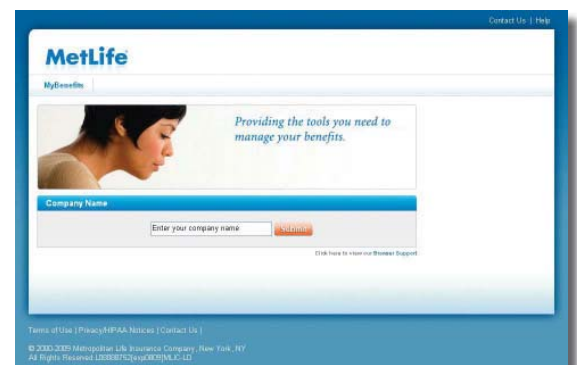 Contact Us | Help
MetLife
MyBenefits
Providing the tools you need to
manage your benefits.
Company Name
Enter your company name Submit
Click here to view our Browser Support
Terms of Use | Privacy/HIPAA Notices | Contact Us |
© 2000-2009 Metropolitan Life Insurance Company, New York, NY
All Rights Reserved